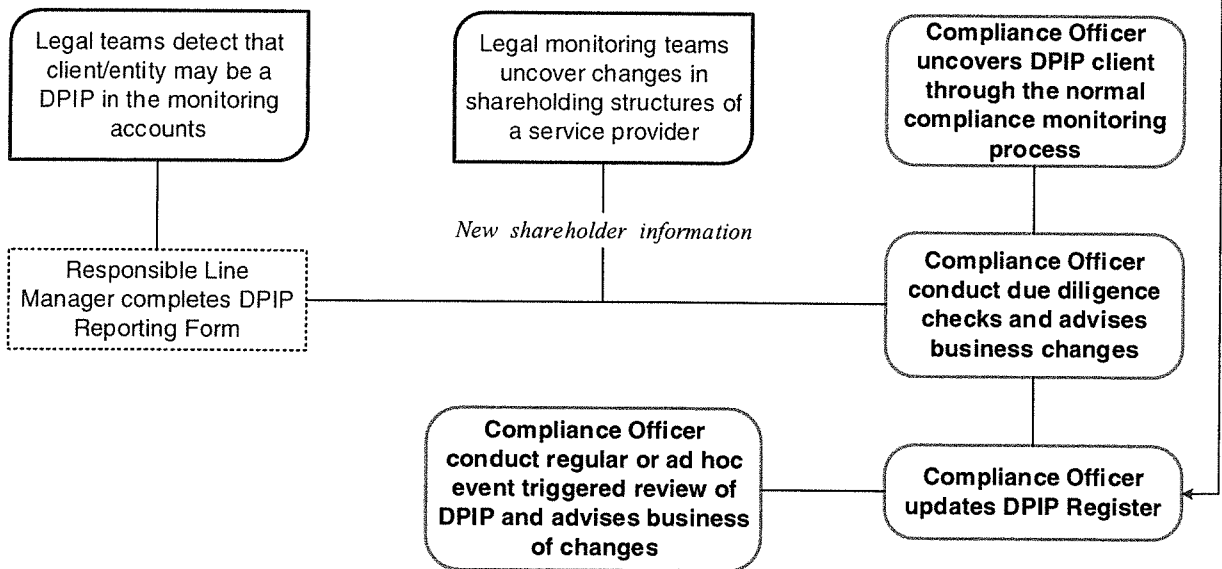 Legal teams detect that
client/entity may be a
DPIP in the monitoring
accounts
Legal monitoring teams
uncover changes in
shareholding structures of
a service provider
Compliance Officer
uncovers DPIP client
through the normal
compliance monitoring
process
New shareholder information
Responsible Line
Manager completes DPIP
Reporting Form
Compliance Officer
conduct due diligence
checks and advises
business changes
Compliance Officer
conduct regular or ad hoc
event triggered review of
DPIP and advises business
of changes
Compliance Officer
updates DPIP Register